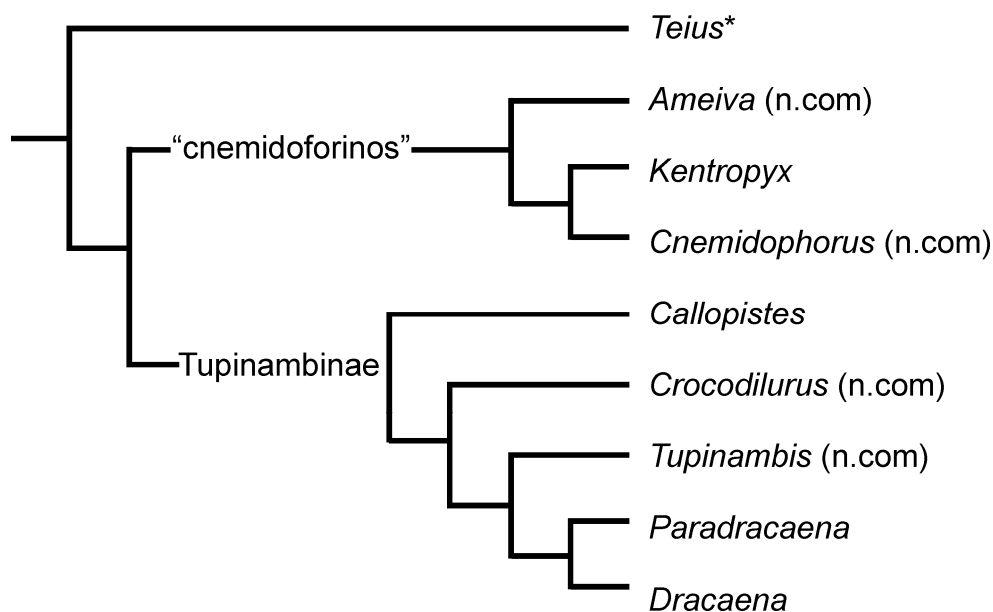 Teius*
Ameiva (n.com)
“cnemidoforinos”
Kentropyx
Cnemidophorus (n.com)
Callopistes
Tupinambinae
Crocodilurus (n.com)
Tupinambis (n.com)
Paradracaena
Dracaena